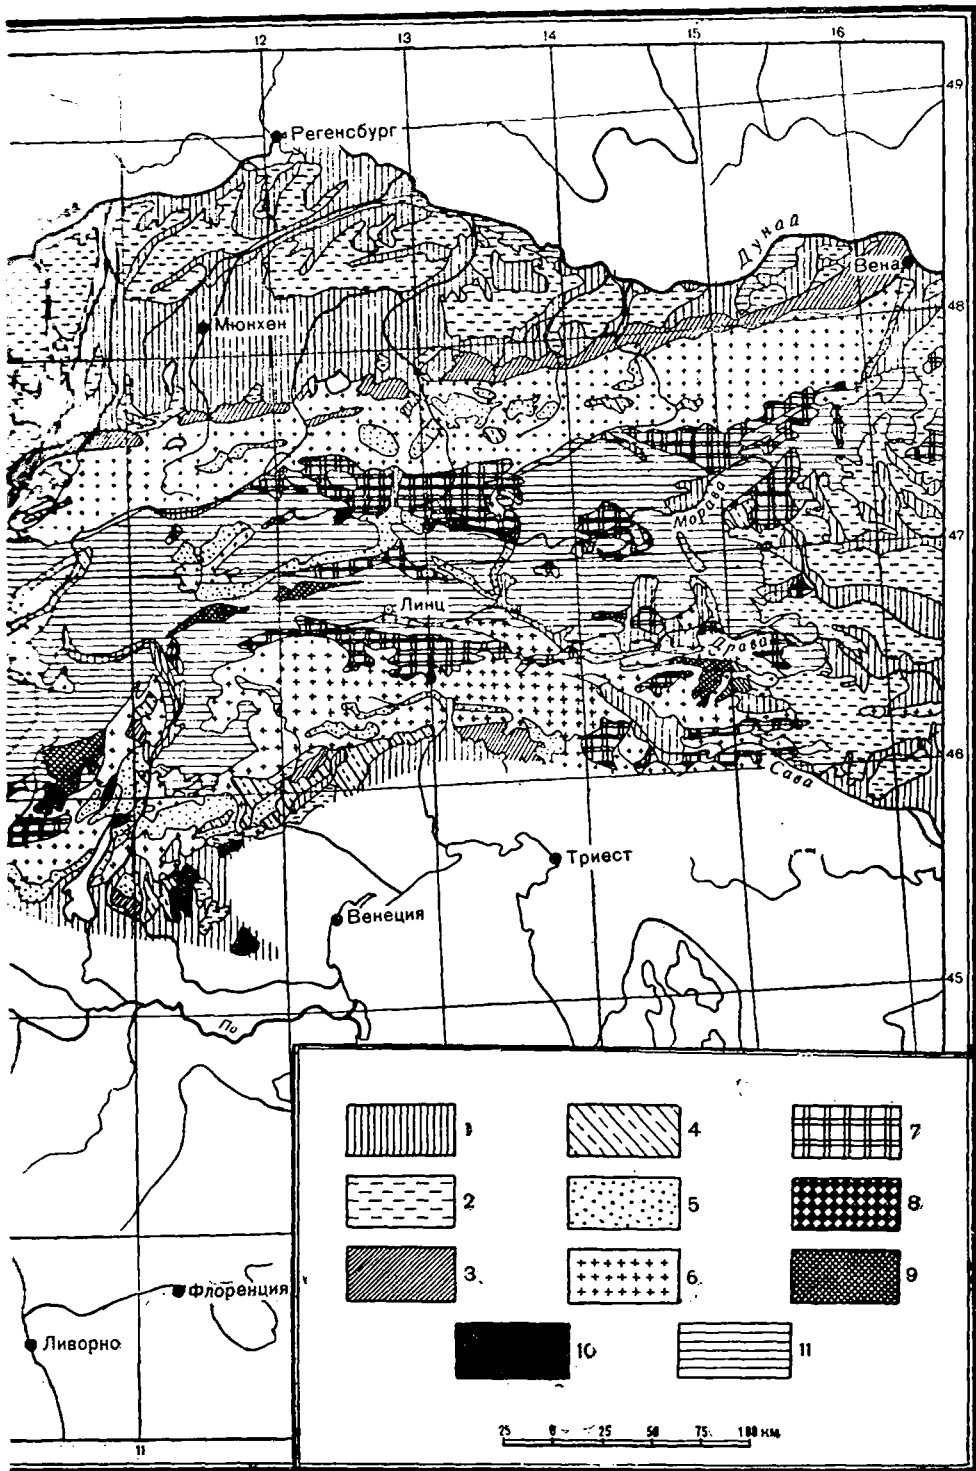 12 13 14 15 16
49
Регенсбург
Дунай
Вена
Мюнхен
48
Морава
47
Линц
Драва
46
Сава
Триест
Венеция
45
По
1 4 7
2 5 8
3 6 9
Флоренция
10 11
Ливорно
25 0 25 50 75 100 км
11